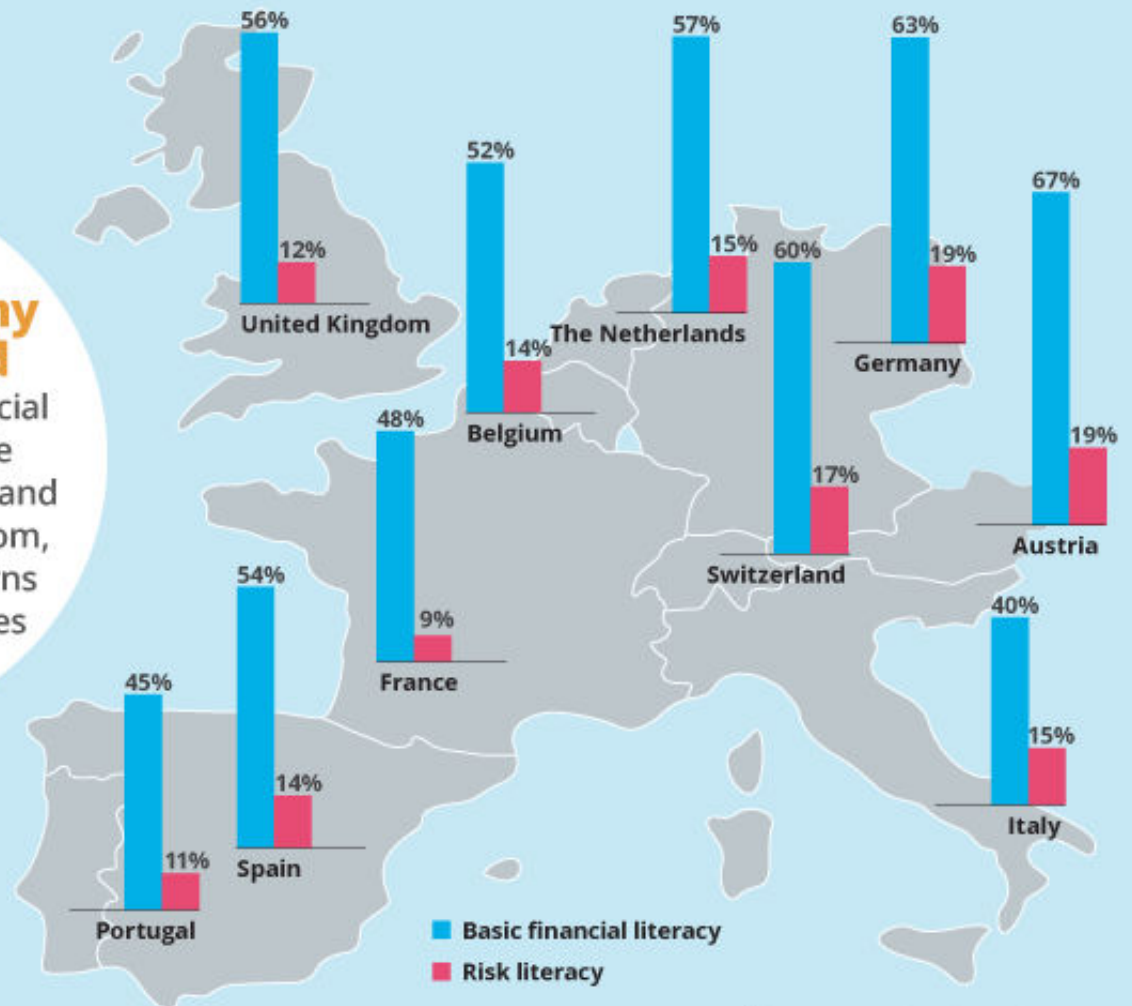 56%
12%
United Kingdom
52%
14%
Belgium
57%
15%
The Netherlands
63%
19%
Germany
60%
17%
Switzerland
67%
19%
Austria
48%
9%
France
54%
14%
Spain
45%
11%
Portugal
40%
15%
Italy
and
Basic financial literacy
Risk literacy